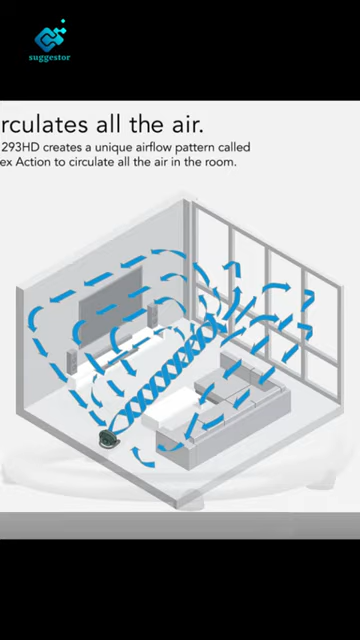 suggestor
rculates all the air.
293HD creates a unique airflow pattern called
ex Action to circulate all the air in the room.